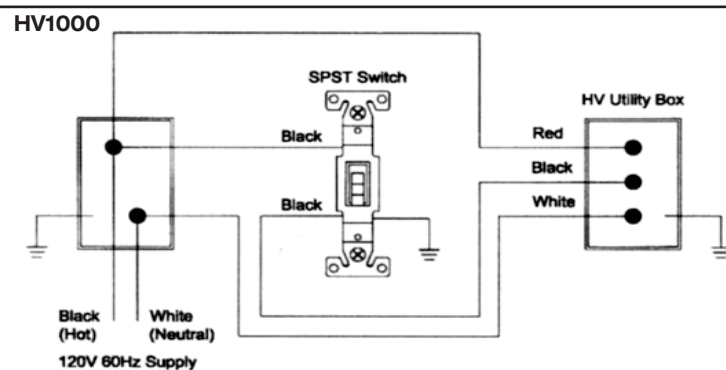 HV1000
SPST Switch
HV Utility Box
Black
Red
Black
Black
White
Black
(Hot)
White
(Neutral)
120V 60Hz Supply